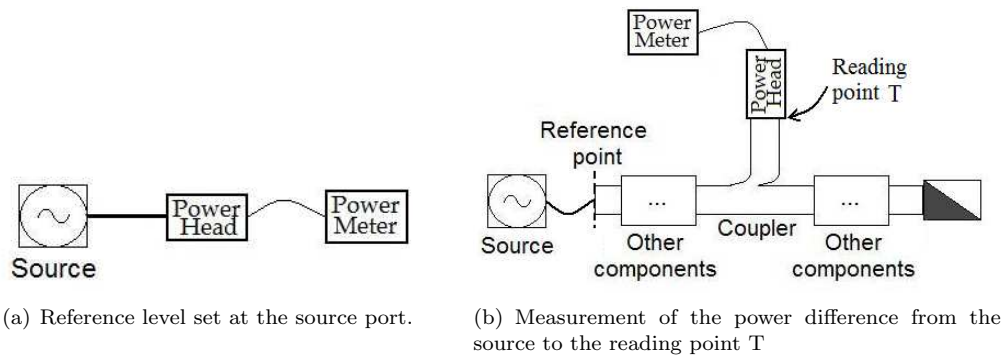 Source
Power
Head
Power
Meter
(a) Reference level set at the source port.
Power
Meter
Power
Head
Reading
point T
Reference
point
Source
...
Other
components
Coupler
...
Other
components
(b) Measurement of the power difference from the
source to the reading point T